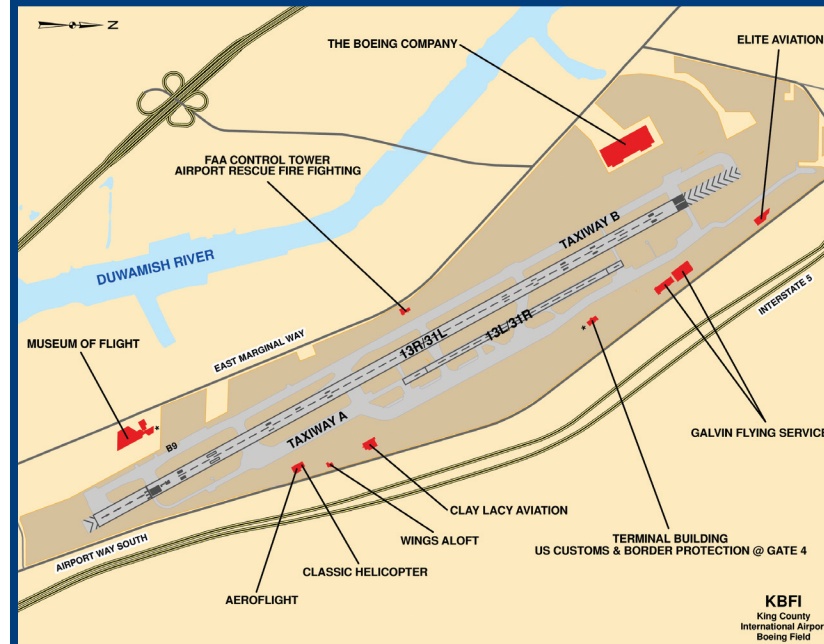 N
THE BOEING COMPANY
ELITE AVIATION
FAA CONTROL TOWER
AIRPORT RESCUE FIRE FIGHTING
TAXIWAY B
DUWAMISH RIVER
INTERSTATE 5
EAST MARGINAL WAY
13R/31L
13L/31R
*
MUSEUM OF FLIGHT
*
TAXIWAY A
GALVIN FLYING SERVICE
B9
CLAY LACY AVIATION
WINGS ALOFT
TERMINAL BUILDING
US CUSTOMS & BORDER PROTECTION @ GATE 4
AIRPORT WAY SOUTH
CLASSIC HELICOPTER
AEROFLIGHT
KBFI
King County
International Airpor
Boeing Field